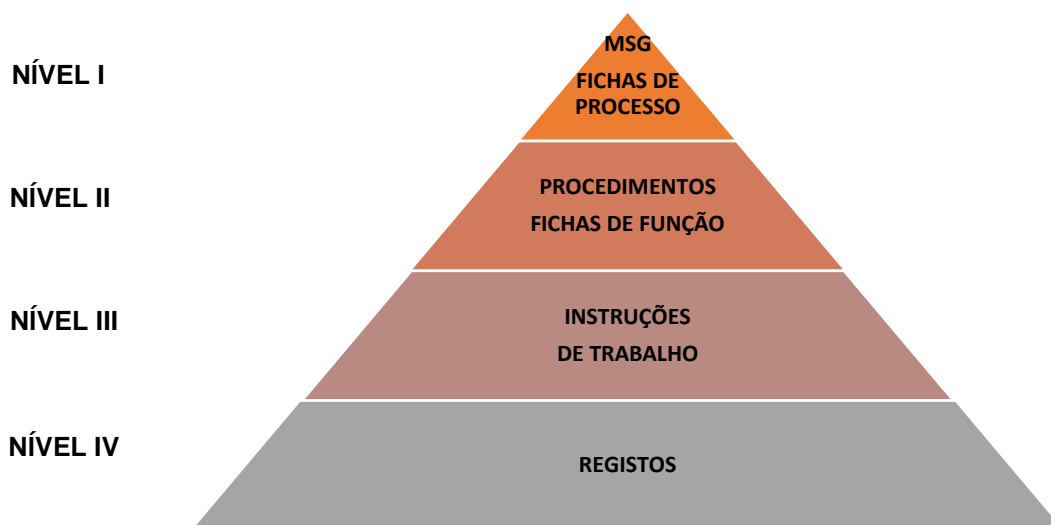 MSG
NÍVEL I
FICHAS DE
PROCESSO
NÍVEL II
PROCEDIMENTOS
FICHAS DE FUNÇÃO
NÍVEL III
INSTRUÇÕES
DE TRABALHO
NÍVEL IV
REGISTOS